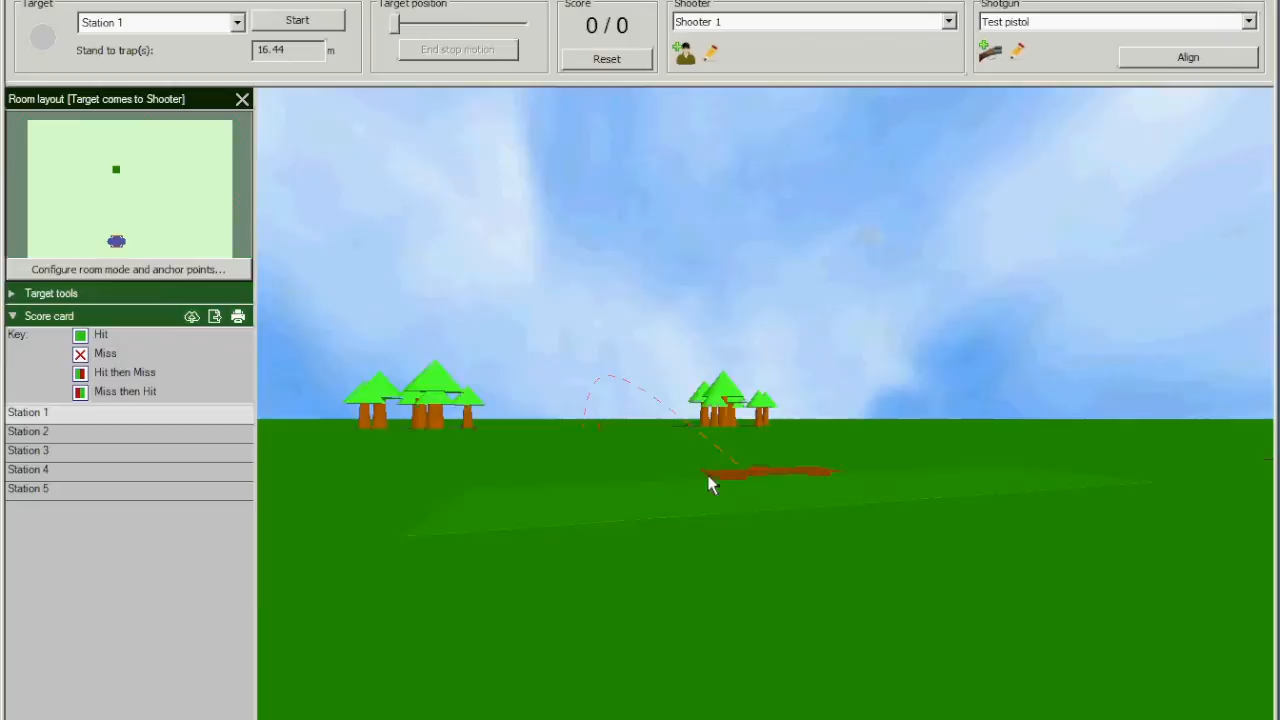 Target
Station 1
Start
Stand to trap(s):
16.44
m
Target position
End stop motion
Score
0 / 0
Reset
Shooter
Shooter 1
Shotgun
Test pistol
Align
Room layout [Target comes to Shooter]
Configure room mode and anchor points...
Target tools
Score card
Key:
Hit
Miss
Hit then Miss
Miss then Hit
Station 1
Station 2
Station 3
Station 4
Station 5